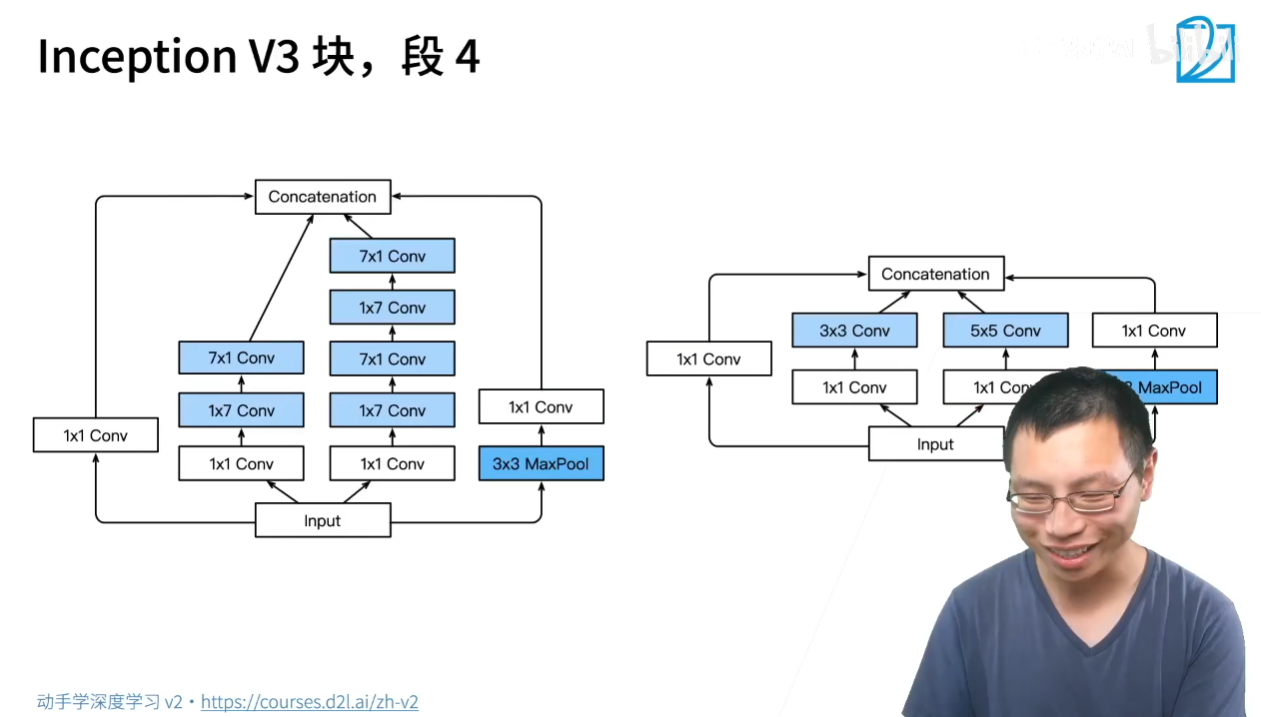 Inception V3 块，段 4
bilibili
Concatenation
7x1 Conv
1x7 Conv
7x1 Conv
7x1 Conv
1x7 Conv
1x7 Conv
1x1 Conv
1x1 Conv
1x1 Conv
1x1 Conv
3x3 MaxPool
Input
Concatenation
3x3 Conv
5x5 Conv
1x1 Conv
1x1 Conv
1x1 Conv
1x1 Conv
MaxPool
Input
动手学深度学习 v2 • https://courses.d2l.ai/zh-v2